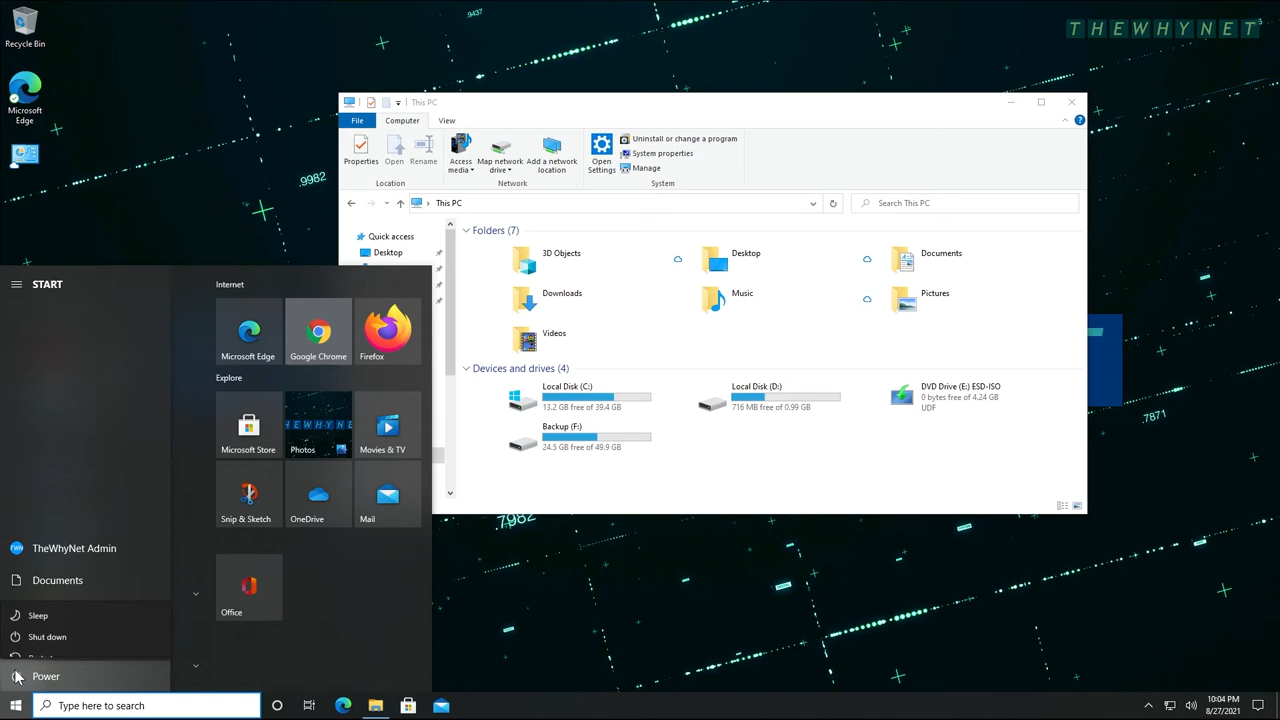 .9437
THEWHYNET
Recycle Bin
Microsoft
Edge
.9982
This PC
File
Computer
View
Properties
Open
Rename
Access
media
Map network
drive
Add a network
location
Open
Settings
Uninstall or change a program
System properties
Manage
Location
Network
System
This PC
Search This PC
Quick access
Desktop
Folders (7)
3D Objects
Desktop
Documents
Downloads
Music
Pictures
Videos
Devices and drives (4)
Local Disk (C:)
13.2 GB free of 39.4 GB
Local Disk (D:)
716 MB free of 0.99 GB
DVD Drive (E:) ESD-ISO
0 bytes free of 4.24 GB
UDF
Backup (F:)
24.5 GB free of 49.9 GB
.7871
.7982
START
Internet
Microsoft Edge
Google Chrome
Firefox
Explore
Microsoft Store
HEWHYNE
Photos
Movies & TV
Snip & Sketch
OneDrive
Mail
Office
TheWhyNet Admin
Documents
Sleep
Shut down
Power
Type here to search
10:04 PM
8/27/2021